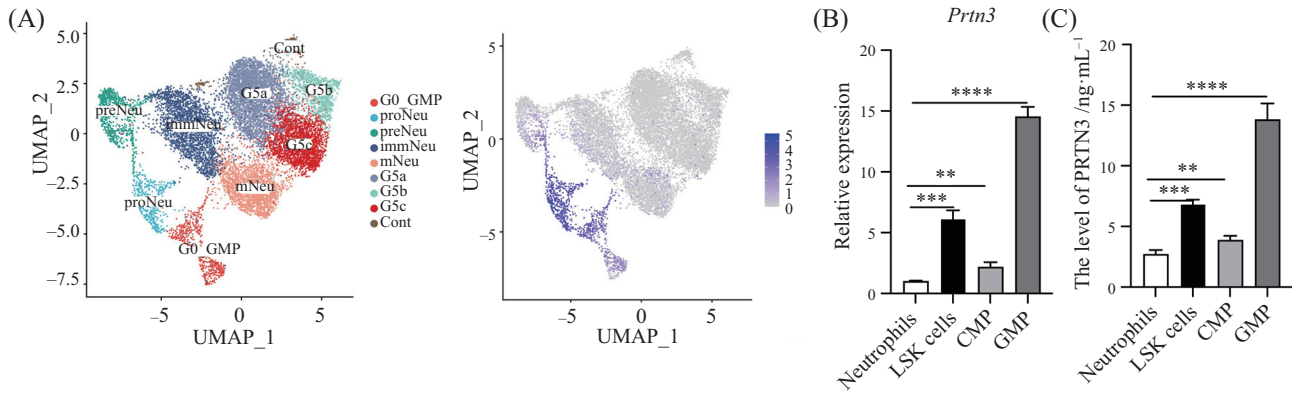 (A)
UMAP_2
5.0
2.5
0
−2.5
−5.0
−7.5
−5
0
5
UMAP_1
Cont
G5a
G5b
preNeu
immNeu
G5c
mNeu
proNeu
G0_GMP
G0_GMP
proNeu
preNeu
immNeu
mNeu
G5a
G5b
G5c
Cont
UMAP_2
5
0
−5
−5
0
5
UMAP_1
5
4
3
2
1
0
(B)
Prtn3
Relative expression
20
15
10
5
0
****
**
***
Neutrophils
LSK cells
CMP
GMP
(C)
The level of PRTN3 /ng·mL⁻¹
20
15
10
5
0
****
**
***
Neutrophils
LSK cells
CMP
GMP